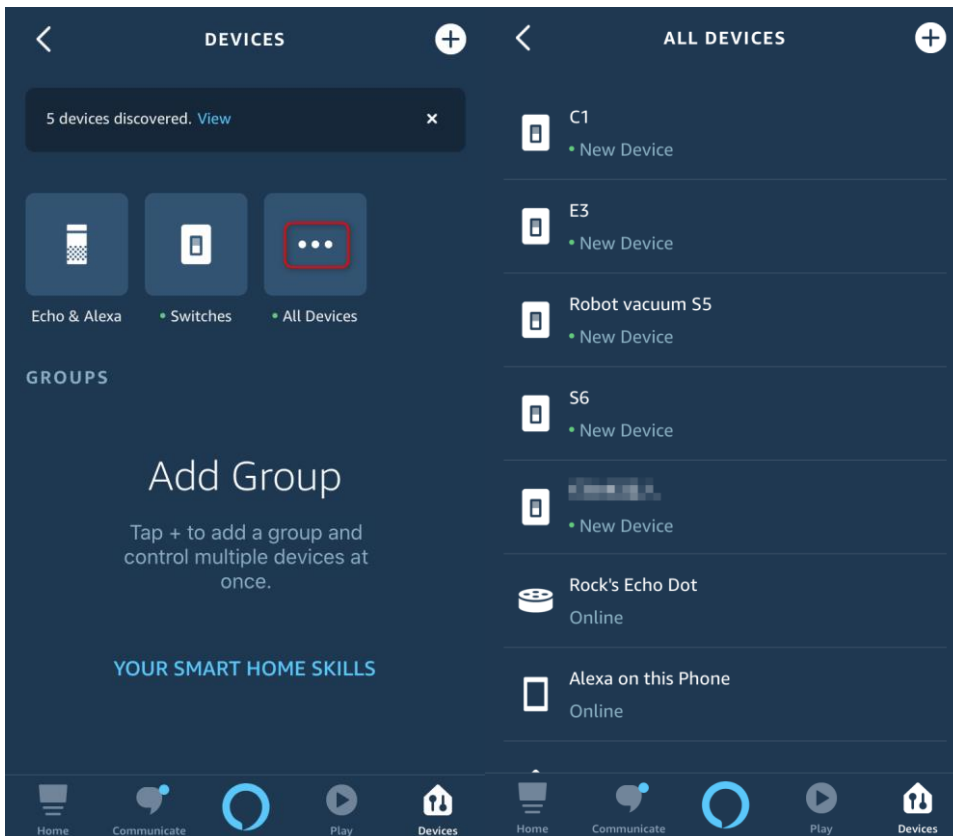 DEVICES
5 devices discovered. View
Echo & Alexa
• Switches
• All Devices
GROUPS
Add Group
Tap + to add a group and
control multiple devices at
once.
YOUR SMART HOME SKILLS
Home
Communicate
Play
Devices
ALL DEVICES
C1
• New Device
E3
• New Device
Robot vacuum S5
• New Device
S6
• New Device
• New Device
Rock's Echo Dot
Online
Alexa on this Phone
Online
Home
Communicate
Play
Devices